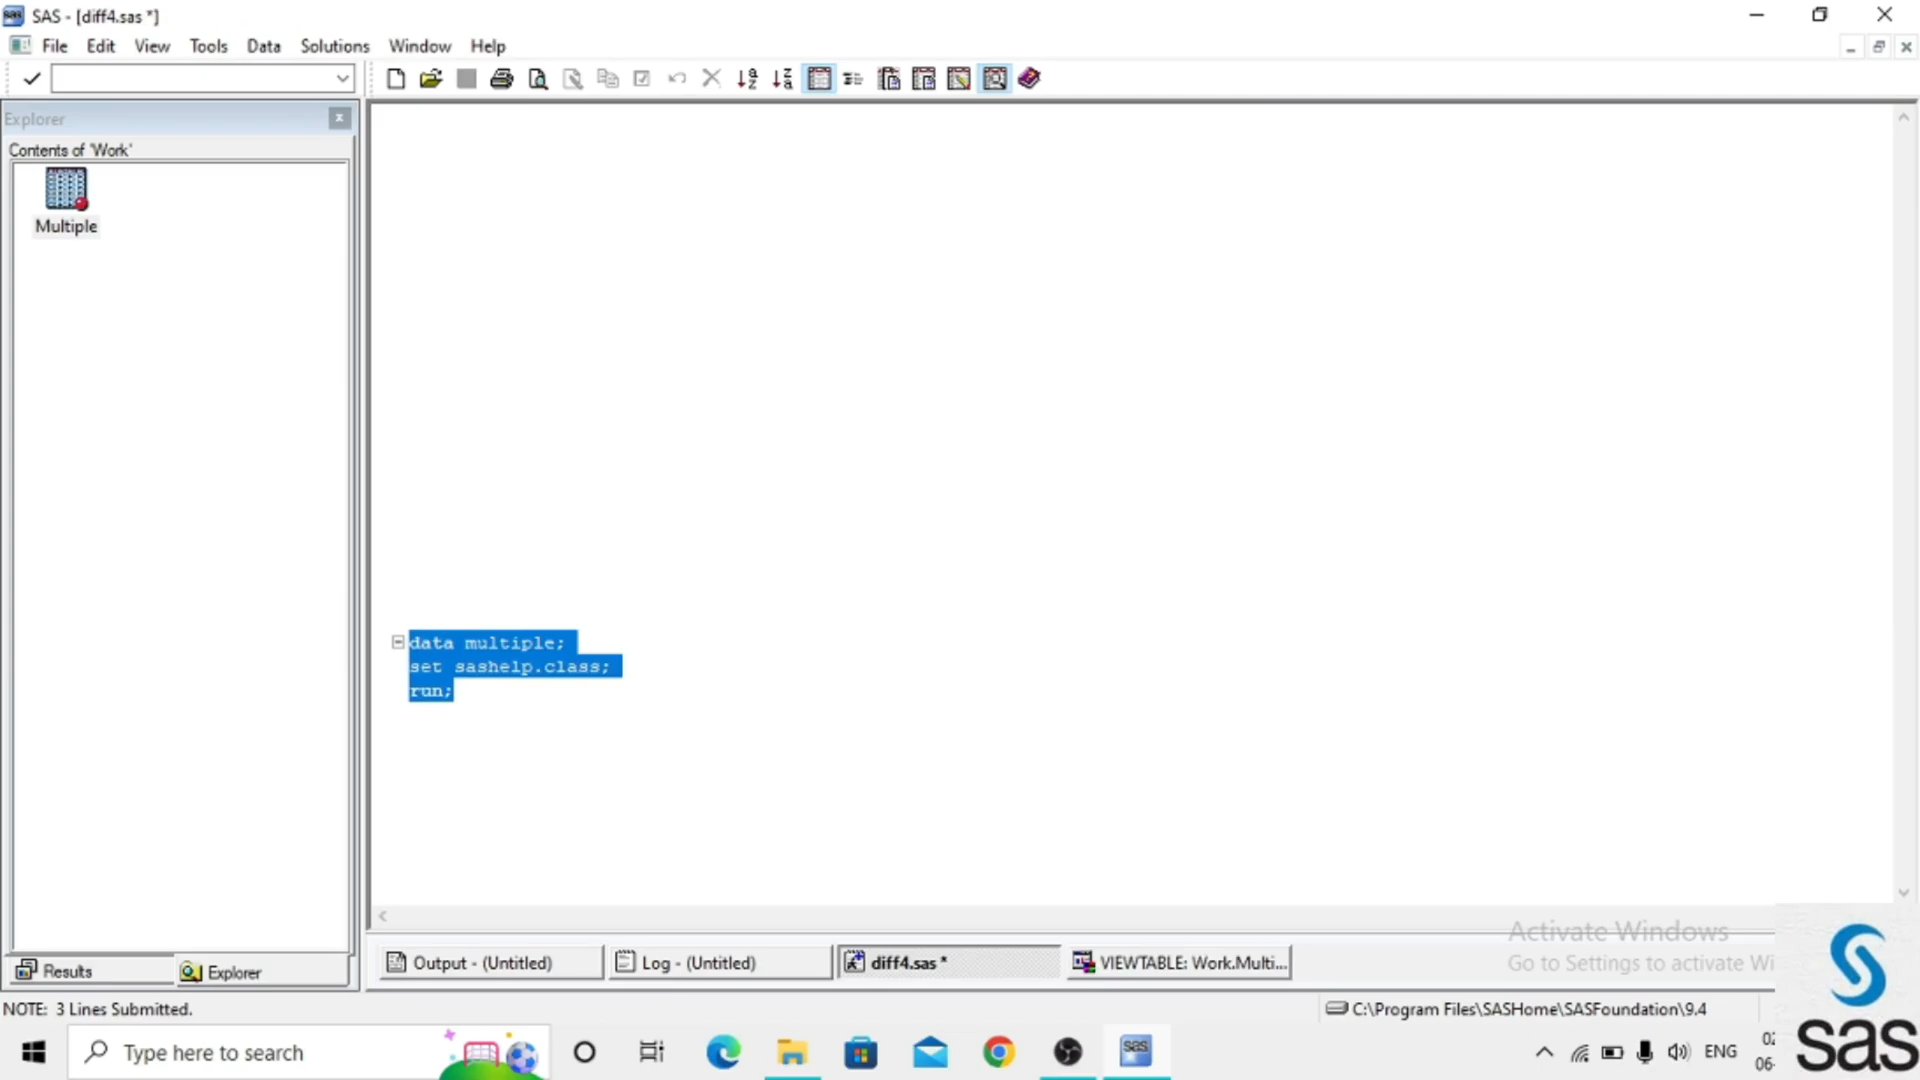 SAS - [diff4.sas *]
File Edit View Tools Data Solutions Window Help
Explorer
Contents of 'Work'
Multiple
data multiple;
set sashelp.class;
run;
Activate Windows
Go to Settings to activate Wi
Results Explorer
Output - (Untitled) Log - (Untitled) diff4.sas * VIEWTABLE: Work.Multi...
NOTE: 3 Lines Submitted.
C:\Program Files\SASHome\SASFoundation\9.4
Type here to search
sas
ENG
02
06-
sas